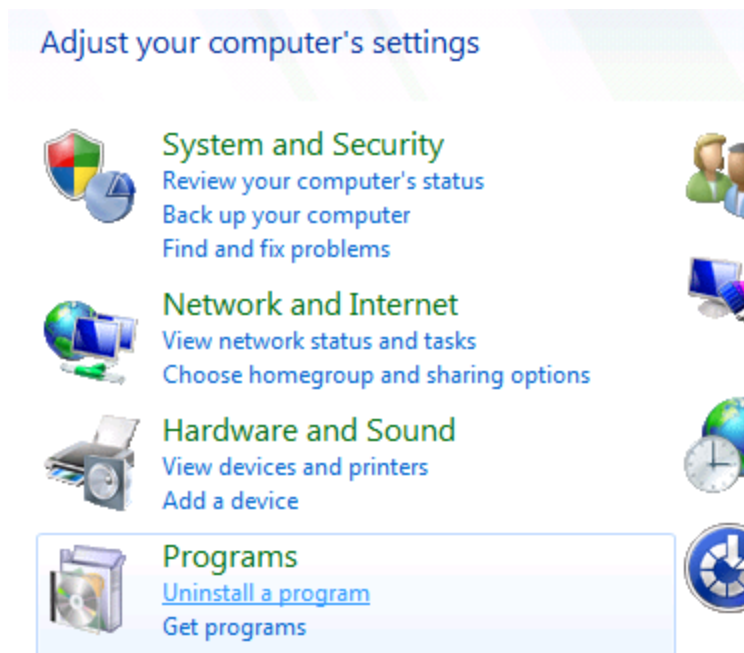 Adjust your computer's settings
System and Security
Review your computer's status
Back up your computer
Find and fix problems
Network and Internet
View network status and tasks
Choose homegroup and sharing options
Hardware and Sound
View devices and printers
Add a device
Programs
Uninstall a program
Get programs